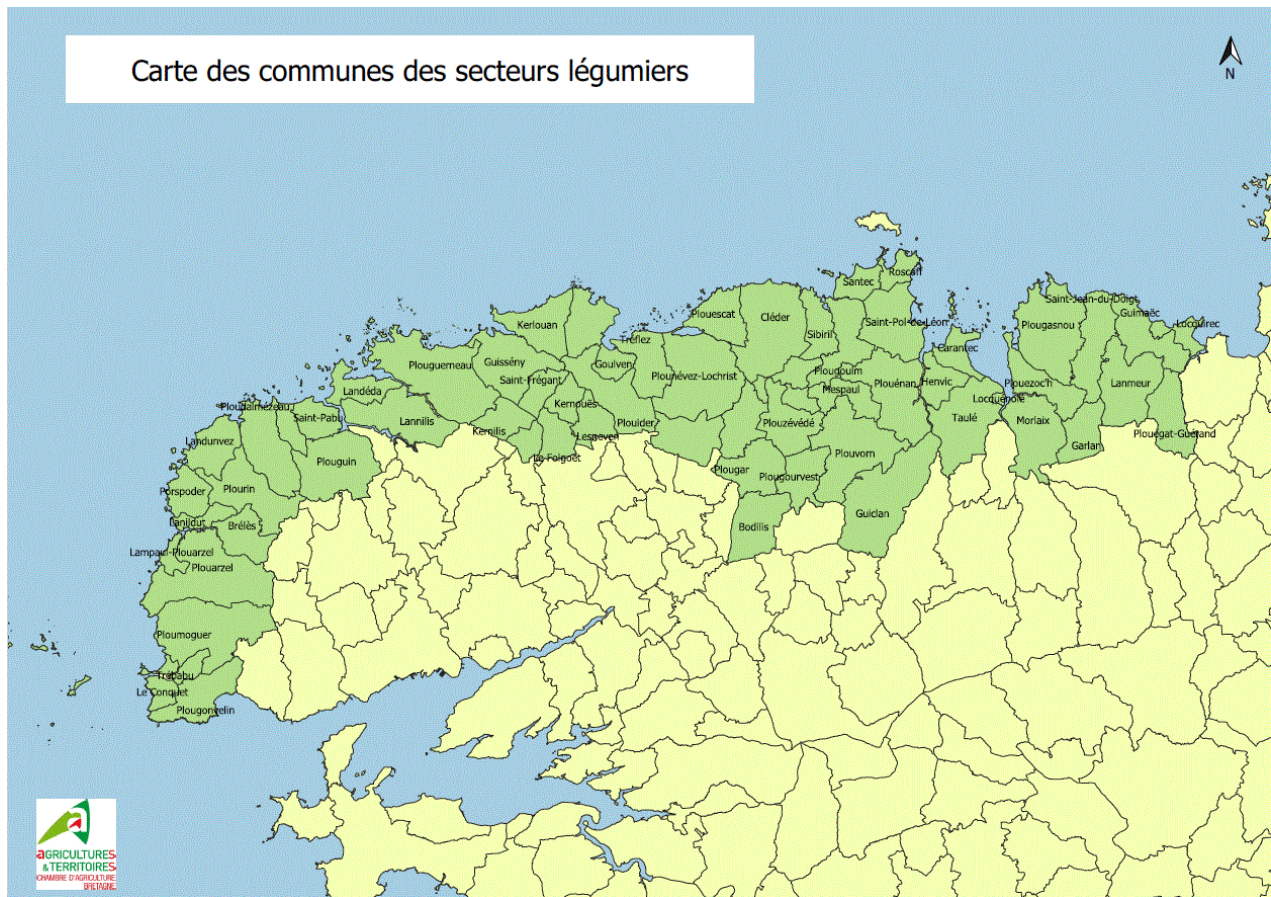 Carte des communes des secteurs légumiers
N
Roscoff
Santec
Saint-Jean-du-Doigt
Plouescat
Cléder
Sibiril
Saint-Pol-de-Léon
Guimaëc
Kerlouan
Plougasnou
Locquirec
Tréflez
Carantec
Plouguerneau
Guissény
Goulven
Plounévez-Lochrist
Plougoulm
Saint-Frégant
Henvic
Plouezoc'h
Lanmeur
Landéda
Mespaul
Plouénan
Locquénolé
Ploudalmézeau
Saint-Pabu
Kernouës
Lannilis
Plouider
Plouzévédé
Taulé
Morlaix
Kernilis
Lesneven
Plouégat-Guérand
Landunvez
Garlan
Le Folgoët
Plouvorn
Plouguin
Plougar
Plougourvest
Porspoder
Plourin
Guiclan
Lanildut
Brélès
Bodilis
Lampaul-Plouarzel
Plouarzel
Ploumoguer
Trébabu
Le Conquet
Plougonvelin
aGRICULTURES
& TERRITOIRES
CHAMBRE D'AGRICULTURE
BRETAGNE